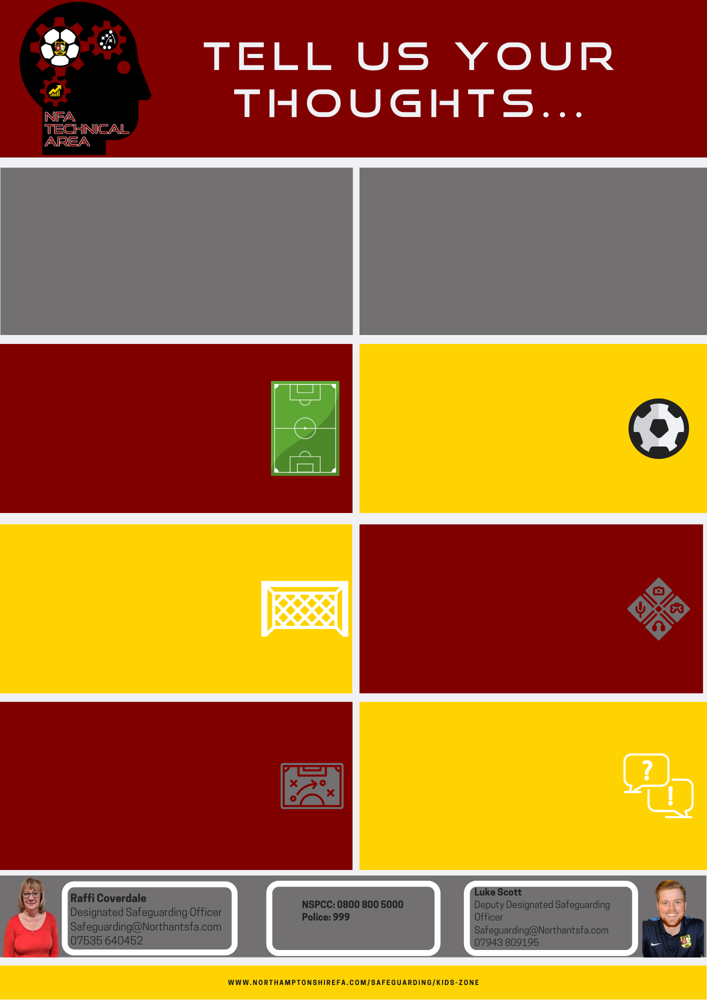 TELL US YOUR
THOUGHTS...
NFA
TECHNICAL
AREA
Raffi Coverdale
Designated Safeguarding Officer
Safeguarding@Northantsfa.com
07535 640452
NSPCC: 0800 800 5000
Police: 999
Luke Scott
Deputy Designated Safeguarding
Officer
Safeguarding@Northantsfa.com
07943 809195
WWW.NORTHAMPTONSHIREFA.COM/SAFEGUARDING/KIDS-ZONE